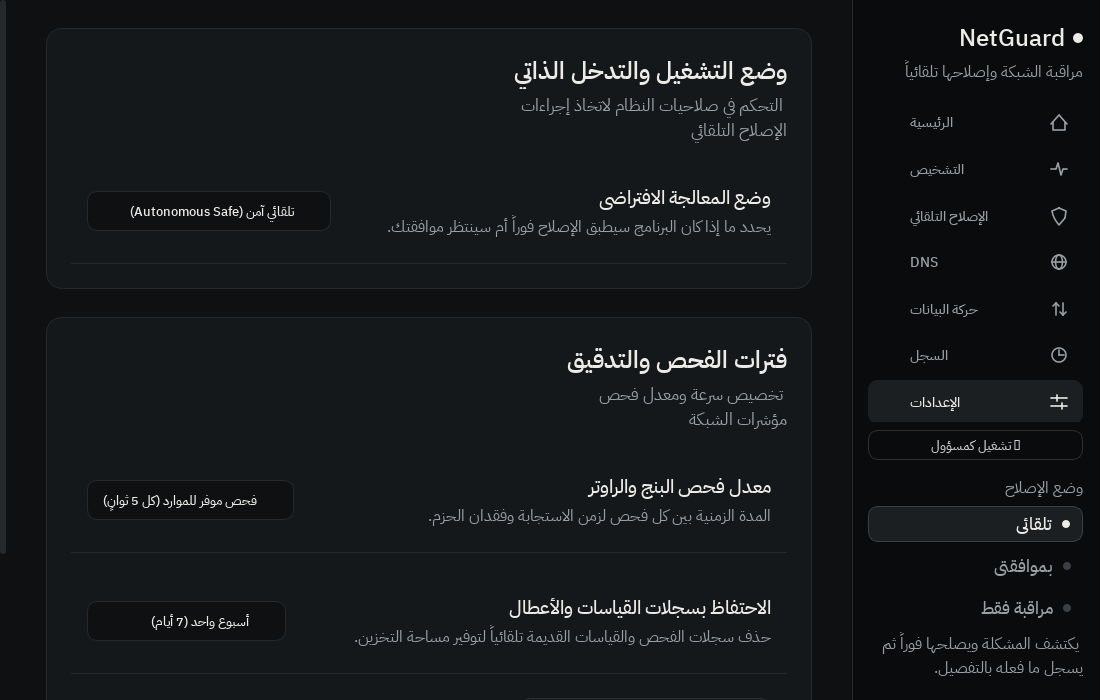 NetGuard
مراقبة الشبكة وإصلاحها تلقائياً
الرئيسية
التشخيص
الإصلاح التلقائي
DNS
حركة البيانات
السجل
الإعدادات
تشغيل كمسؤول
وضع الإصلاح
تلقائي
بموافقتي
مراقبة فقط
يكتشف المشكلة ويصلحها فوراً ثم
يسجل ما فعله بالتفصيل.
وضع التشغيل والتدخل الذاتي
التحكم في صلاحيات النظام لاتخاذ إجراءات
الإصلاح التلقائي
وضع المعالجة الافتراضي
يحدد ما إذا كان البرنامج سيطبق الإصلاح فوراً أم سينتظر موافقتك.
تلقائي آمن (Autonomous Safe)
فترات الفحص والتدقيق
تخصيص سرعة ومعدل فحص
مؤشرات الشبكة
معدل فحص البنج والراوتر
المدة الزمنية بين كل فحص لزمن الاستجابة وفقدان الحزم.
فحص موفر للموارد (كل 5 ثوانٍ)
الاحتفاظ بسجلات القياسات والأعطال
حذف سجلات الفحص والقياسات القديمة تلقائياً لتوفير مساحة التخزين.
أسبوع واحد (7 أيام)